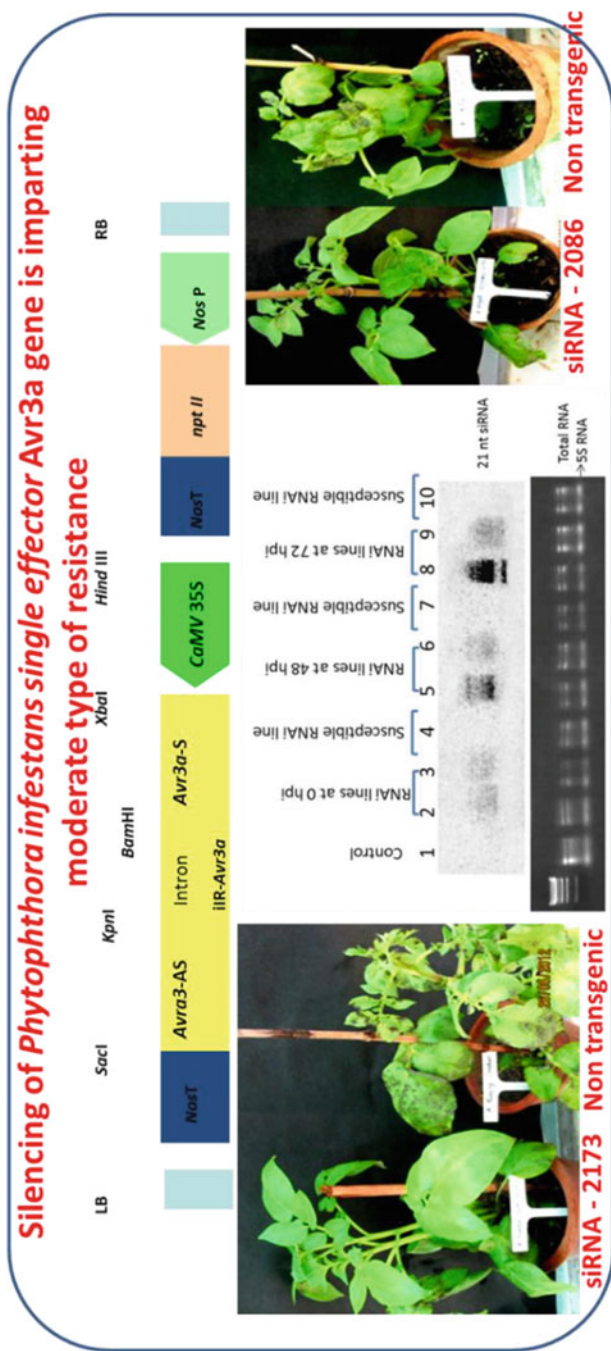 Silencing of Phytophthora infestans single effector Avr3a gene is imparting
moderate type of resistance
LB
SacI
KpnI
BamHI
XbaI
Hind III
RB
NosT
Avra3-AS
Intron
Avr3a-S
iIR-Avr3a
CaMV 35S
NosT
npt II
Nos P
Control
RNAi lines at 0 hpi
Susceptible RNAi line
RNAi lines at 48 hpi
Susceptible RNAi line
RNAi lines at 72 hpi
Susceptible RNAi line
1 2 3 4 5 6 7 8 9 10
21 nt siRNA
Total RNA
→5S RNA
siRNA - 2173
Non transgenic
siRNA - 2086
Non transgenic